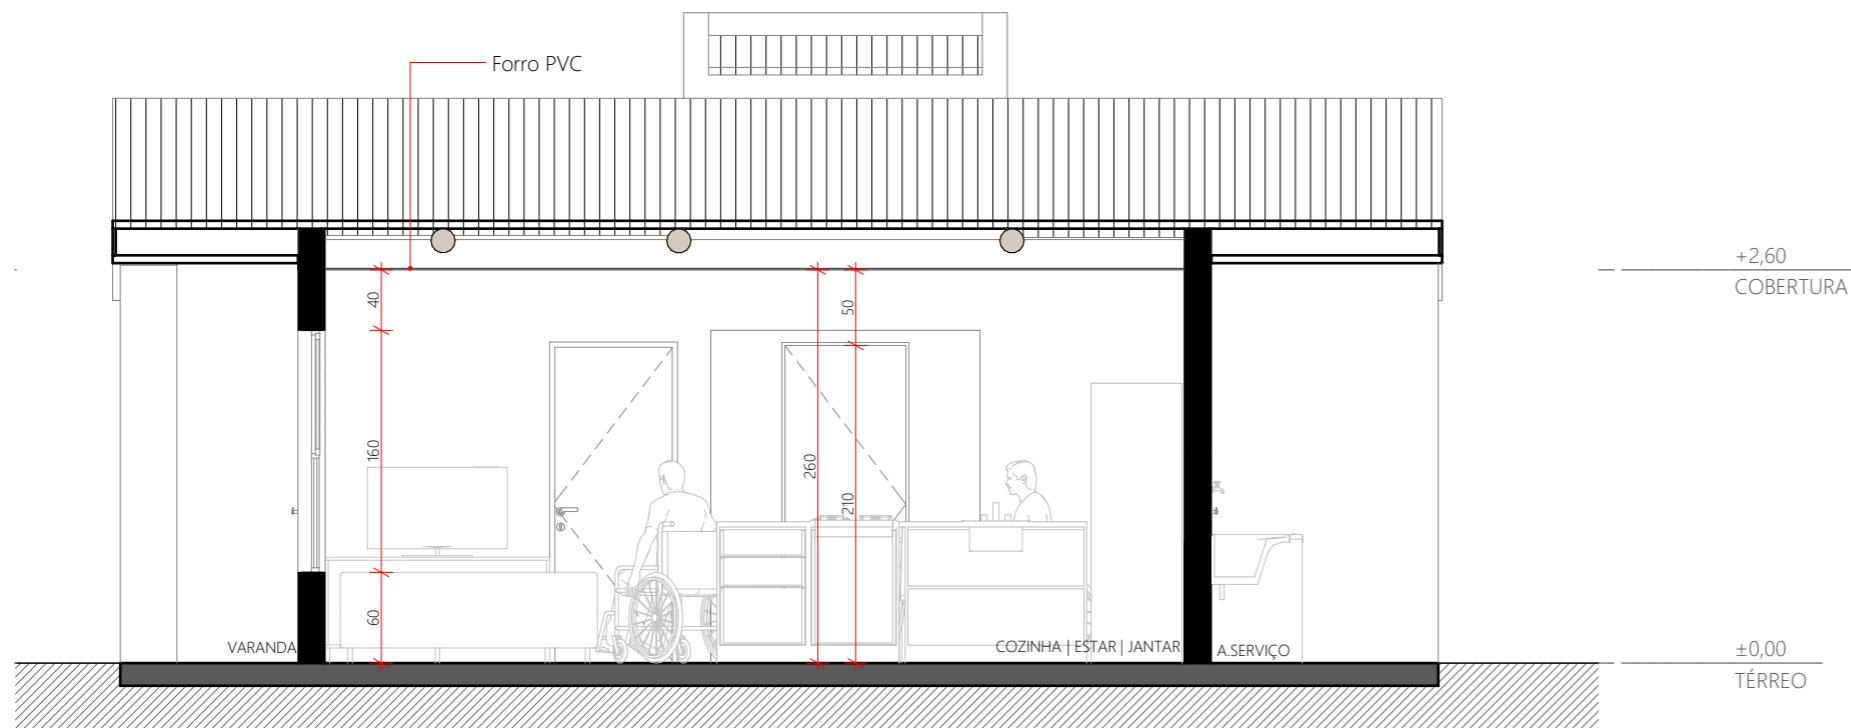 Forro PVC
+2,60
COBERTURA
40
50
160
260
210
60
VARANDA
COZINHA | ESTAR | JANTAR
A.SERVIÇO
±0,00
TÉRREO